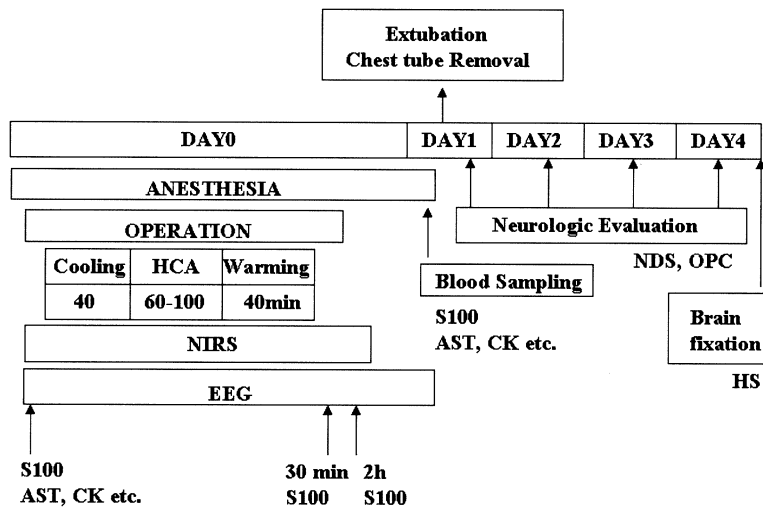 Extubation
Chest tube Removal
DAY0 DAY1 DAY2 DAY3 DAY4
ANESTHESIA
OPERATION
Neurologic Evaluation
NDS, OPC
Cooling HCA Warming
40 60-100 40min
Blood Sampling
S100
AST, CK etc.
Brain
fixation
HS
NIRS
EEG
S100
AST, CK etc.
30 min
S100
2h
S100